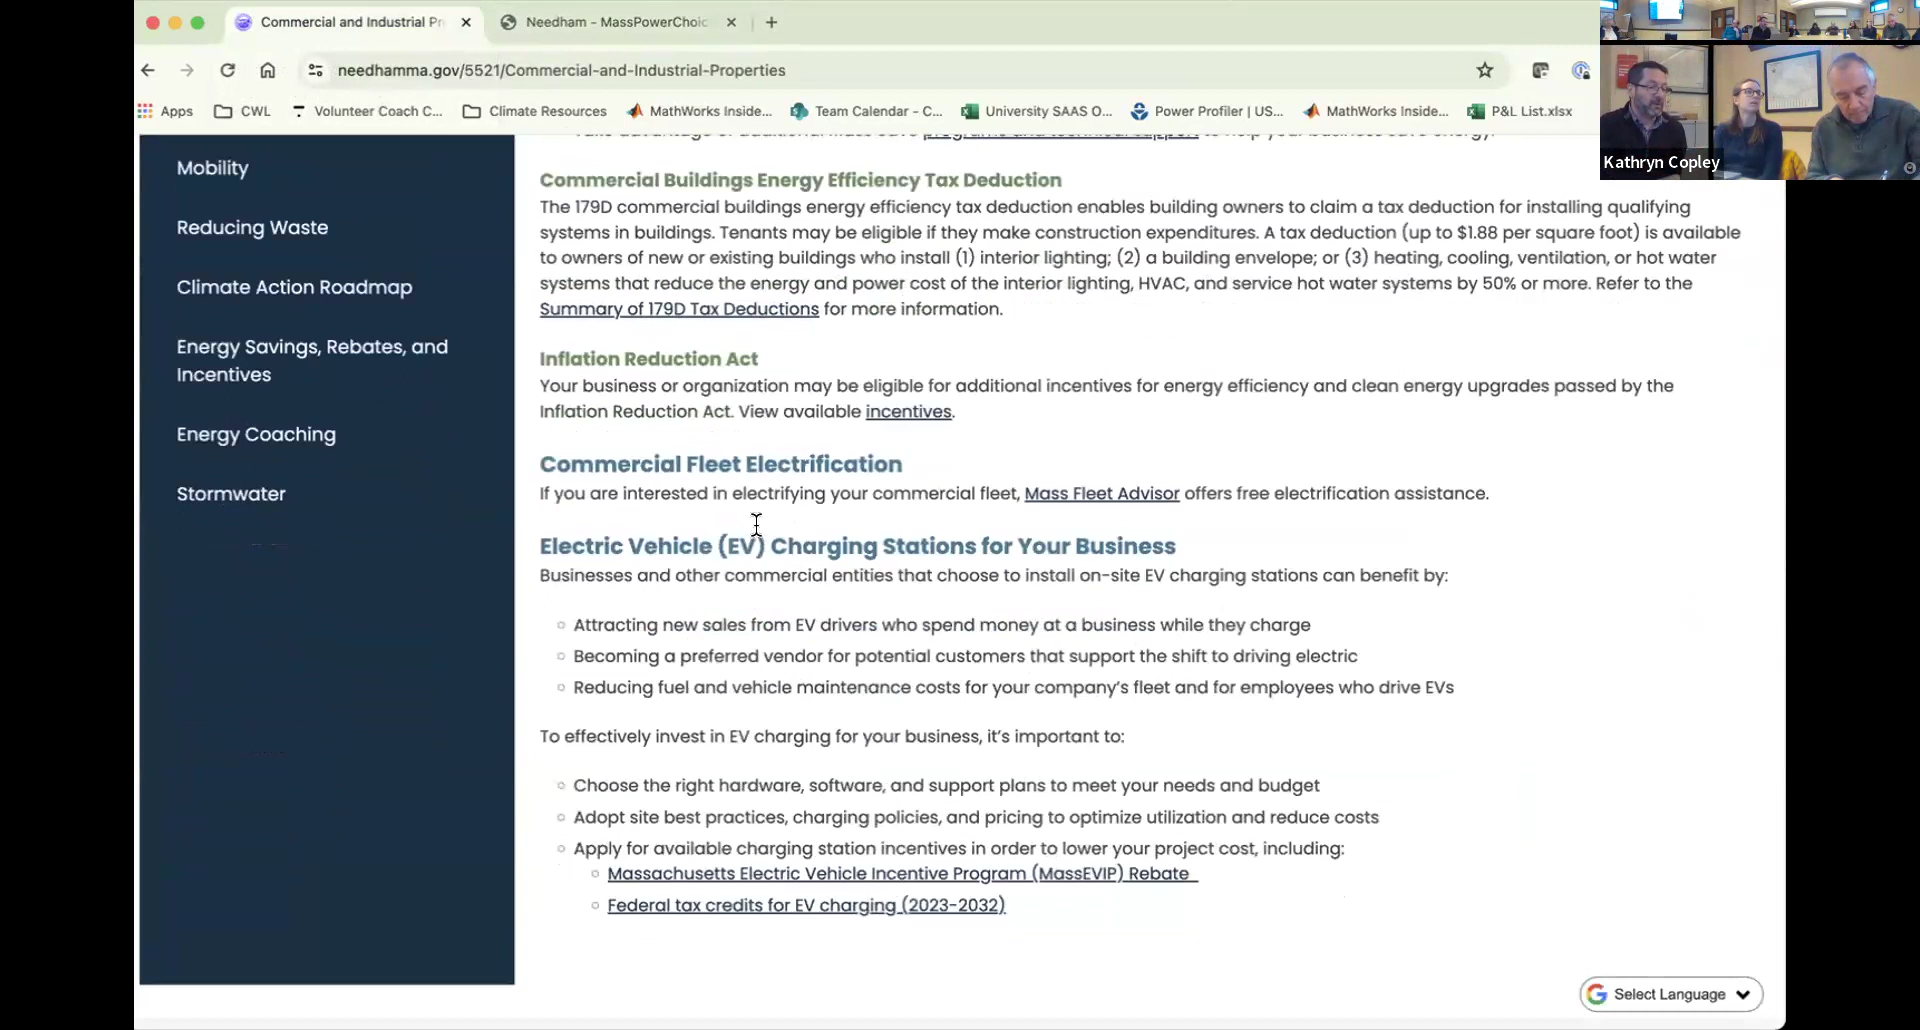 Commercial and Industrial Pr
Needham - MassPowerChoic
needhamma.gov/5521/Commercial-and-Industrial-Properties
Apps
CWL
Volunteer Coach C...
Climate Resources
MathWorks Inside...
Team Calendar - C...
University SAAS O...
Power Profiler | US...
MathWorks Inside...
P&L List.xlsx
Kathryn Copley
Mobility
Reducing Waste
Climate Action Roadmap
Energy Savings, Rebates, and
Incentives
Energy Coaching
Stormwater
Take advantage of additional Mass Save programs and technical support to help your business save energy.
Commercial Buildings Energy Efficiency Tax Deduction
The 179D commercial buildings energy efficiency tax deduction enables building owners to claim a tax deduction for installing qualifying
systems in buildings. Tenants may be eligible if they make construction expenditures. A tax deduction (up to $1.88 per square foot) is available
to owners of new or existing buildings who install (1) interior lighting; (2) a building envelope; or (3) heating, cooling, ventilation, or hot water
systems that reduce the energy and power cost of the interior lighting, HVAC, and service hot water systems by 50% or more. Refer to the
Summary of 179D Tax Deductions for more information.
Inflation Reduction Act
Your business or organization may be eligible for additional incentives for energy efficiency and clean energy upgrades passed by the
Inflation Reduction Act. View available incentives.
Commercial Fleet Electrification
If you are interested in electrifying your commercial fleet, Mass Fleet Advisor offers free electrification assistance.
Electric Vehicle (EV) Charging Stations for Your Business
Businesses and other commercial entities that choose to install on-site EV charging stations can benefit by:
Attracting new sales from EV drivers who spend money at a business while they charge
Becoming a preferred vendor for potential customers that support the shift to driving electric
Reducing fuel and vehicle maintenance costs for your company's fleet and for employees who drive EVs
To effectively invest in EV charging for your business, it's important to:
Choose the right hardware, software, and support plans to meet your needs and budget
Adopt site best practices, charging policies, and pricing to optimize utilization and reduce costs
Apply for available charging station incentives in order to lower your project cost, including:
Massachusetts Electric Vehicle Incentive Program (MassEVIP) Rebate
Federal tax credits for EV charging (2023-2032)
Select Language